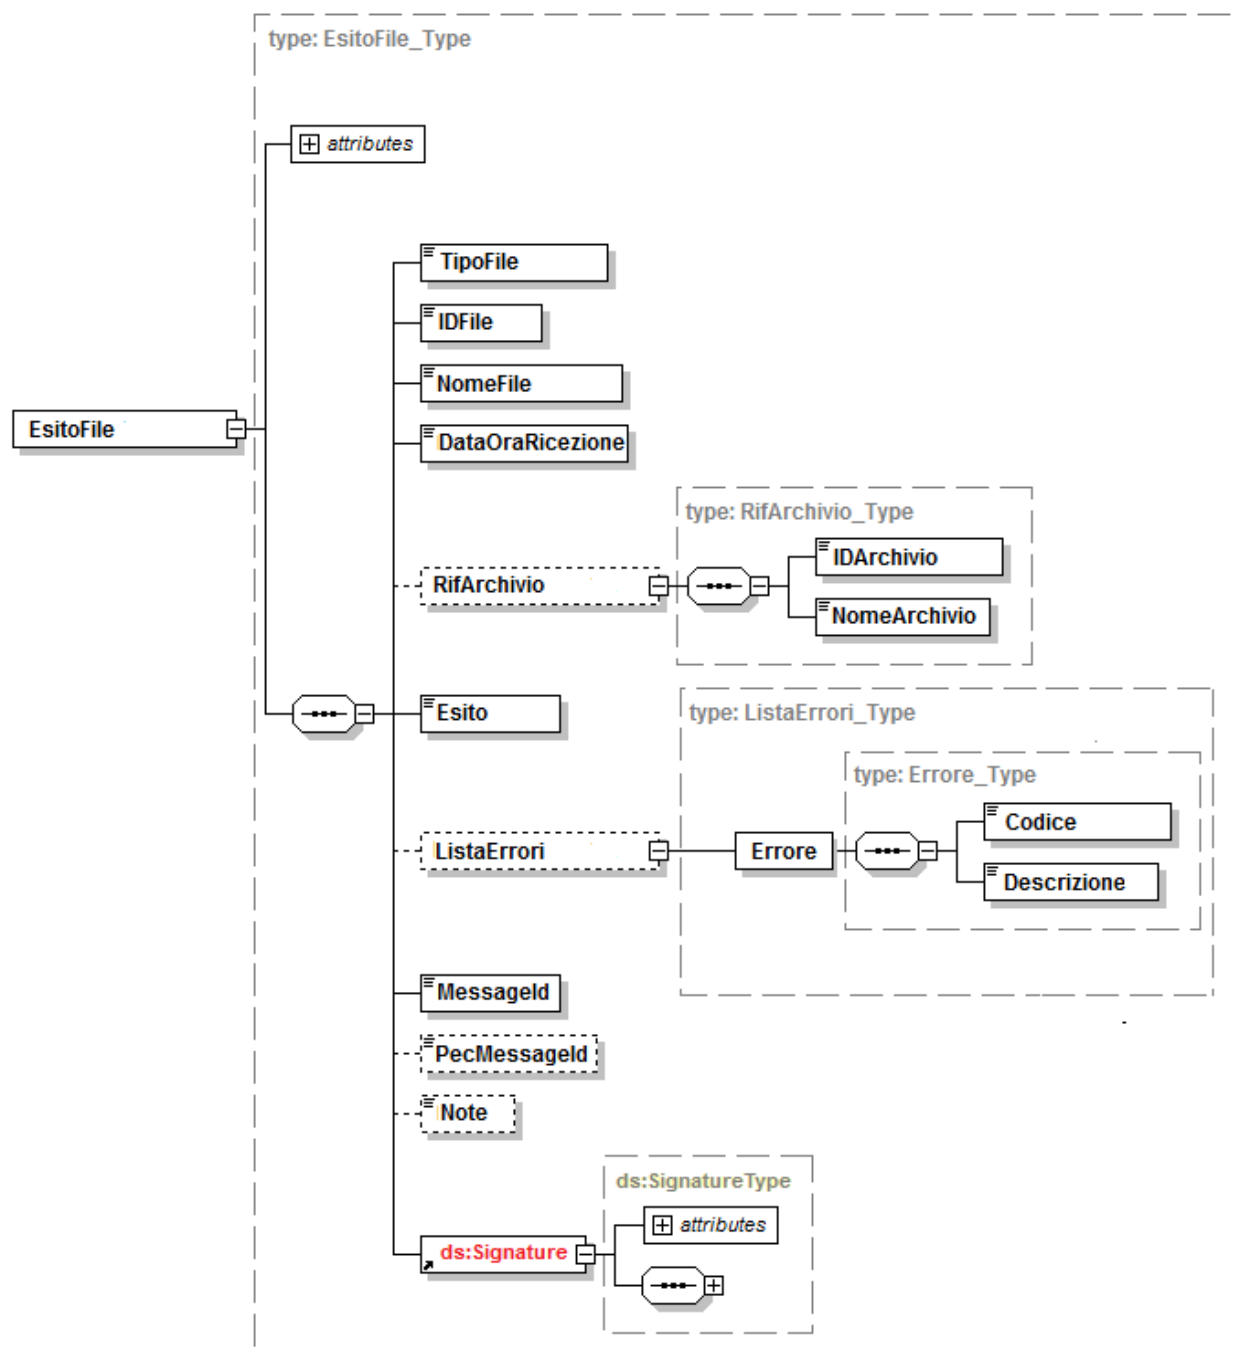 type: EsitoFile_Type
attributes
TipoFile
IDFile
NomeFile
EsitoFile
DataOraRicezione
type: RifArchivio_Type
IDArchivio
RifArchivio
NomeArchivio
Esito
type: ListaErrori_Type
type: Errore_Type
Codice
ListaErrori
Errore
Descrizione
MessageId
PecMessageId
Note
ds:SignatureType
attributes
ds:Signature